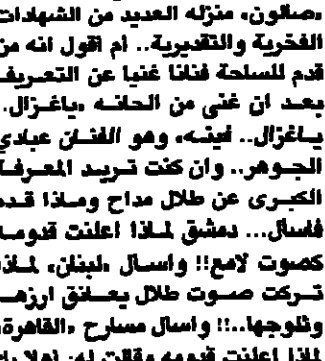 «صالون» منزله العديد من الشهادات
الفخرية والتقديرية.. ام اقول انه من
قدم للساحة فنانا غنيا عن التعريف
بعد ان غنى من الحانه «ياغزال..
ياغزال.. فينه» وهو الفنان عبادي
الجوهر.. وان كنت تريد المعرفة
الكبرى عن طلال مداح وماذا قدم
فاسأل... دمشق لماذا اعلنت قدومه
كصوت لامع!! واسأل «لبنان» لماذا
تركت صوت طلال يعانق ارزها
وثلوجها..!! واسأل مسارح «القاهرة»
لماذا اعلنت قدومه وقالت له: